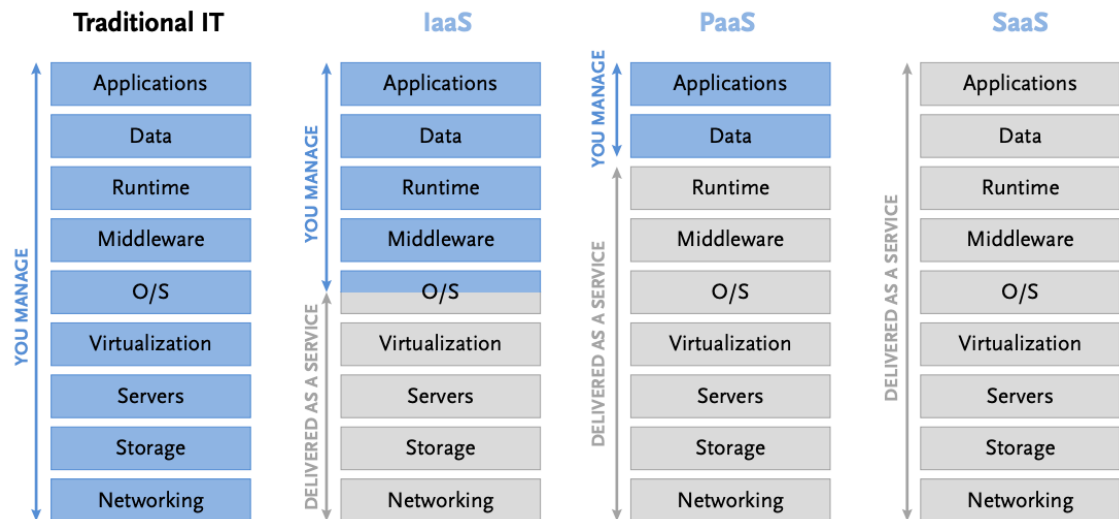 Traditional IT
YOU MANAGE
Applications
Data
Runtime
Middleware
O/S
Virtualization
Servers
Storage
Networking
IaaS
YOU MANAGE
DELIVERED AS A SERVICE
Applications
Data
Runtime
Middleware
O/S
Virtualization
Servers
Storage
Networking
PaaS
YOU MANAGE
DELIVERED AS A SERVICE
Applications
Data
Runtime
Middleware
O/S
Virtualization
Servers
Storage
Networking
SaaS
DELIVERED AS A SERVICE
Applications
Data
Runtime
Middleware
O/S
Virtualization
Servers
Storage
Networking